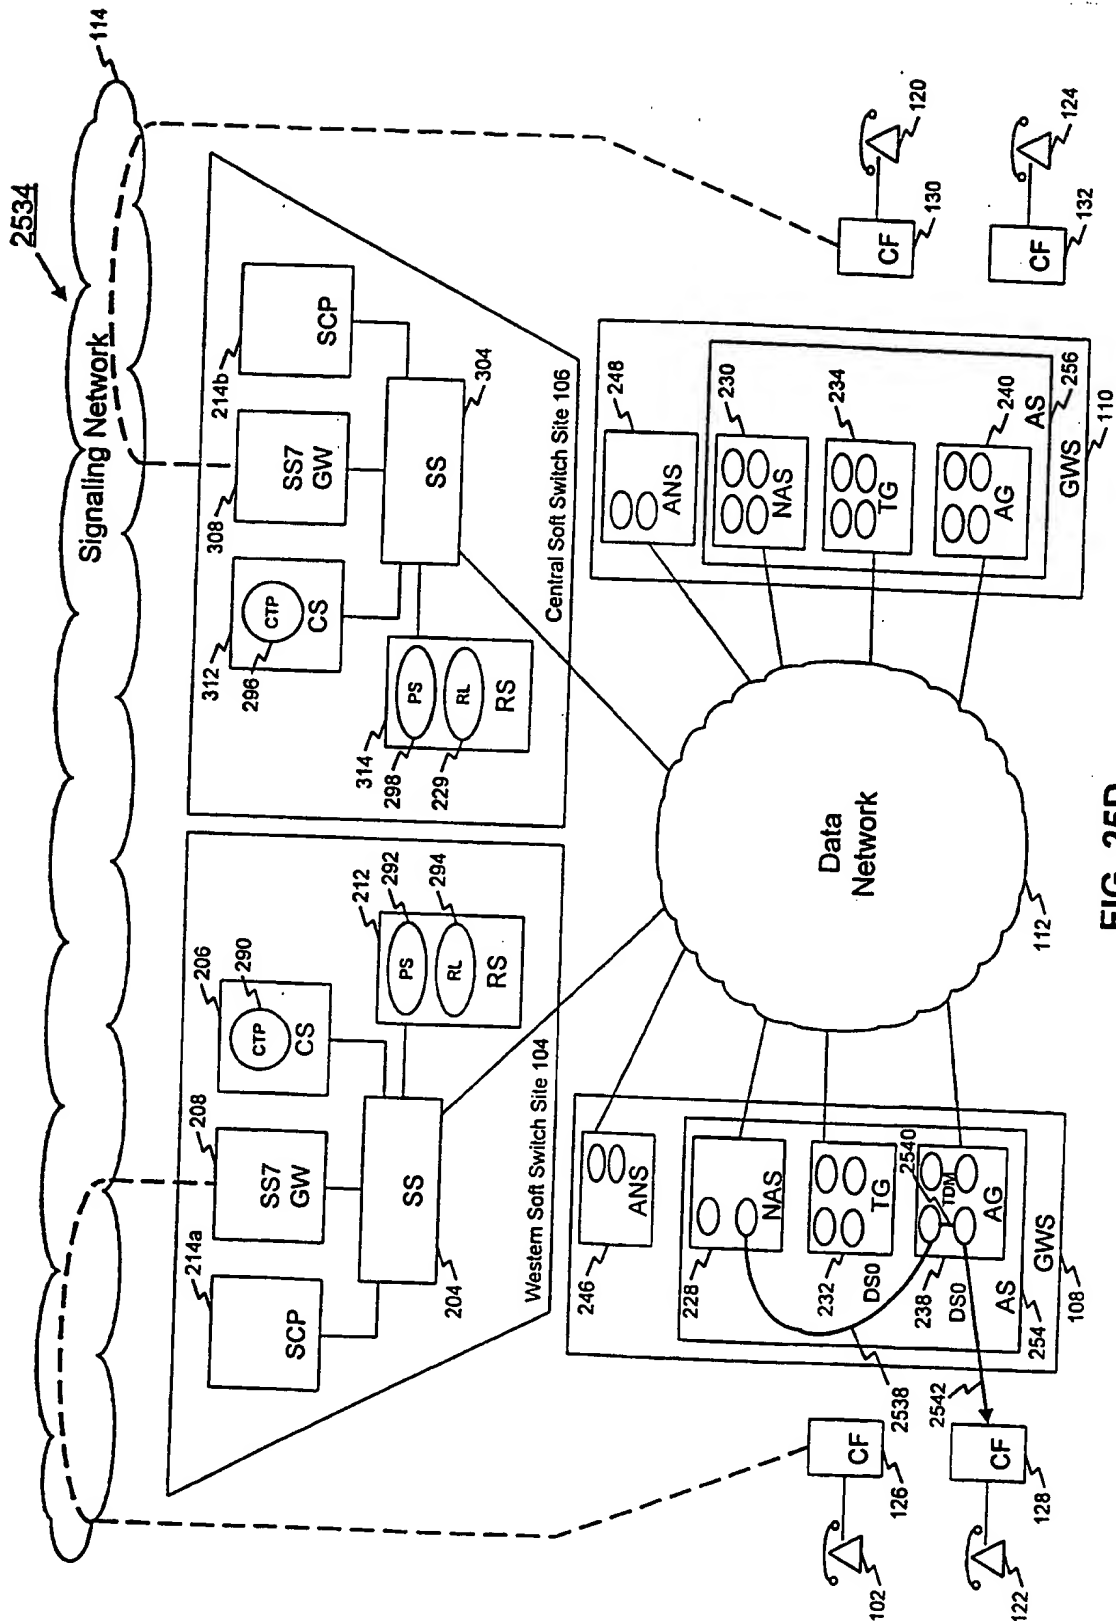 2534
114
Signaling Network
214a
SCP
208
SS7
GW
206
290
CTP
CS
212
PS
292
RL
294
RS
SS
204
Western Soft Switch Site 104
312
CTP
296
CS
308
SS7
GW
214b
SCP
314
PS
298
RL
229
RS
SS
304
Central Soft Switch Site 106
102
CF
126
122
CF
128
2542
2538
246
ANS
228
NAS
2540
232
TG
DS0
TDM
238
AG
DS0
AS
254
GWS
108
Data
Network
112
ANS
248
NAS
230
TG
234
AG
240
AS
256
GWS
110
CF
130
120
CF
132
124
FIG. 25D